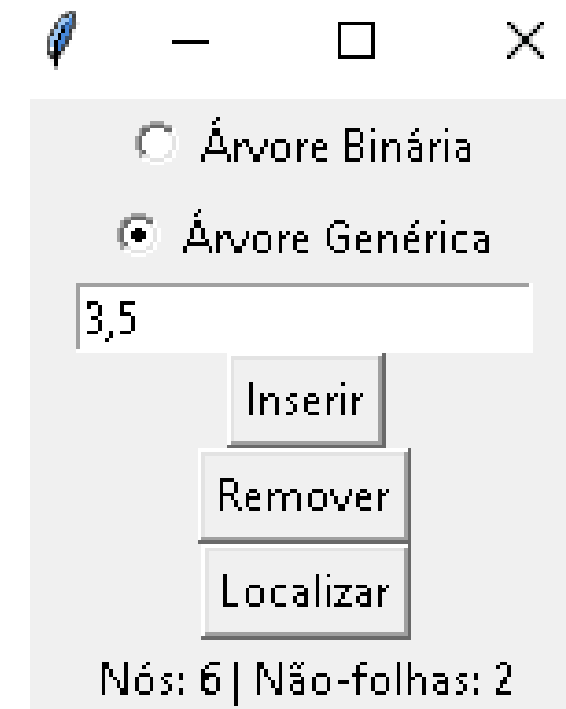 Árvore Binária
Árvore Genérica
3,5
Inserir
Remover
Localizar
Nós: 6| Não-folhas: 2